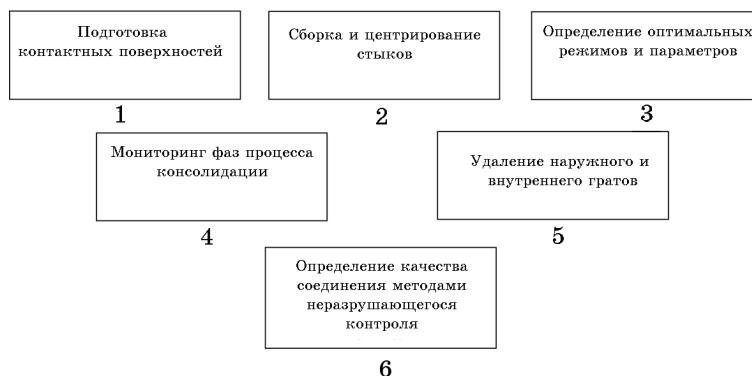 Подготовка
контактных поверхностей
1
Сборка и центрирование
стыков
2
Определение оптимальных
режимов и параметров
3
Мониторинг фаз процесса
консолидации
4
Удаление наружного и
внутреннего гратов
5
Определение качества
соединения методами
неразрушающегося
контроля
6